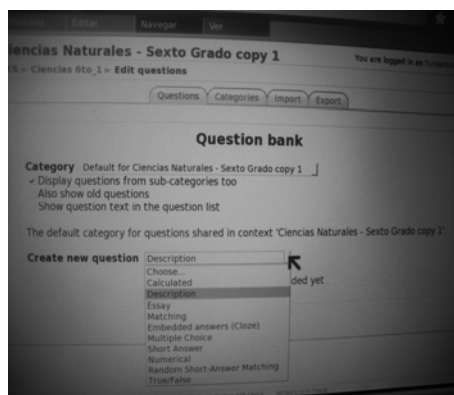 Editar Navegar Ver
Ciencias Naturales - Sexto Grado copy 1
You are logged in as
► Ciencias 6to_1 ► Edit questions
Questions Categories Import Export
Question bank
Category Default for Ciencias Naturales - Sexto Grado copy 1
Display questions from sub-categories too
Also show old questions
Show question text in the question list
The default category for questions shared in context 'Ciencias Naturales - Sexto Grado copy 1'.
Create new question Description
ded yet
Choose...
Calculated
Description
Essay
Matching
Embedded answers (Cloze)
Multiple Choice
Short Answer
Numerical
Random Short-Answer Matching
True/False